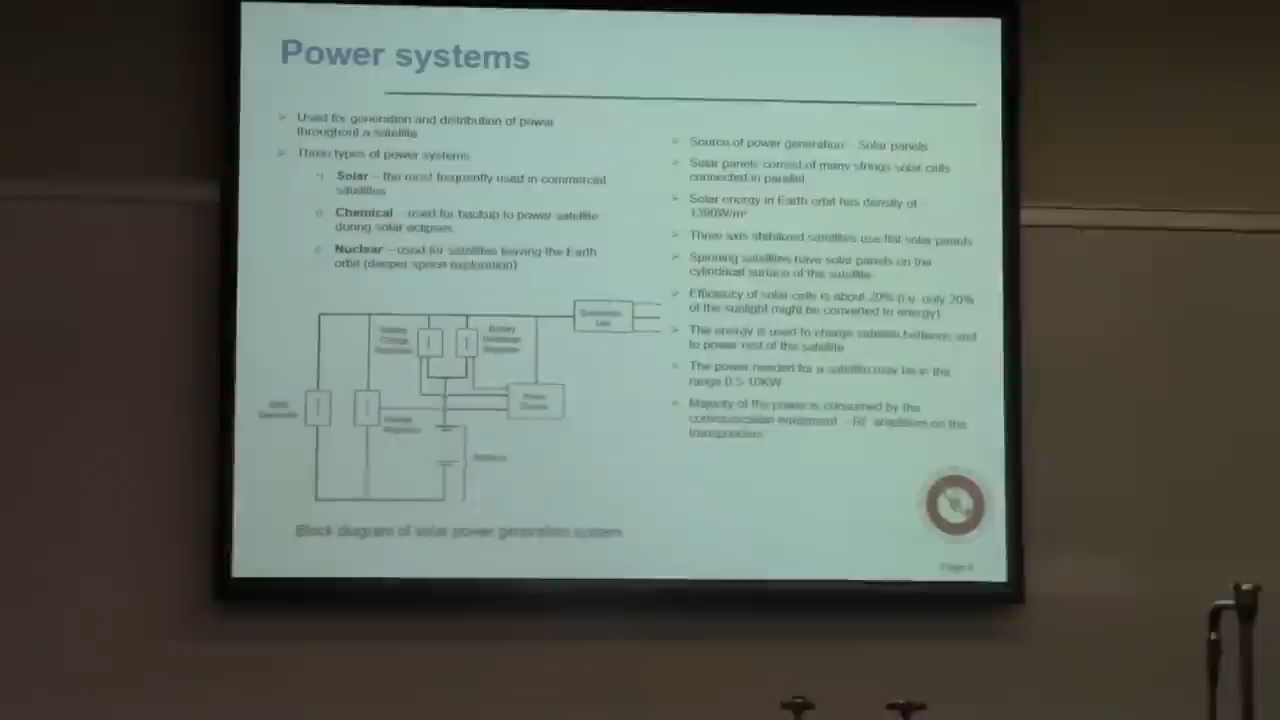 Power systems
Used for generation and distribution of power
throughout a satellite
Three types of power systems
Solar – the most frequently used in commercial
satellites
Chemical – used for backup to power satellite
during solar eclipses
Nuclear – used for satellites leaving the Earth
orbit (deeper space exploration)
Block diagram of solar power generation system
Source of power generation – Solar panels
Solar panels consist of many strings solar cells
connected in parallel
Solar energy in Earth orbit has density of
1390W/m²
Three axis stabilized satellites use flat solar panels
Spinning satellites have solar panels on the
cylindrical surface of the satellite
Efficiency of solar cells is about 20% (i.e. only 20%
of the sunlight might be converted to energy)
The energy is used to charge satellite batteries and
to power rest of the satellite
The power needed for a satellite may be in the
range 0.5-10KW
Majority of the power is consumed by the
communication equipment – RF amplifiers on the
transponders